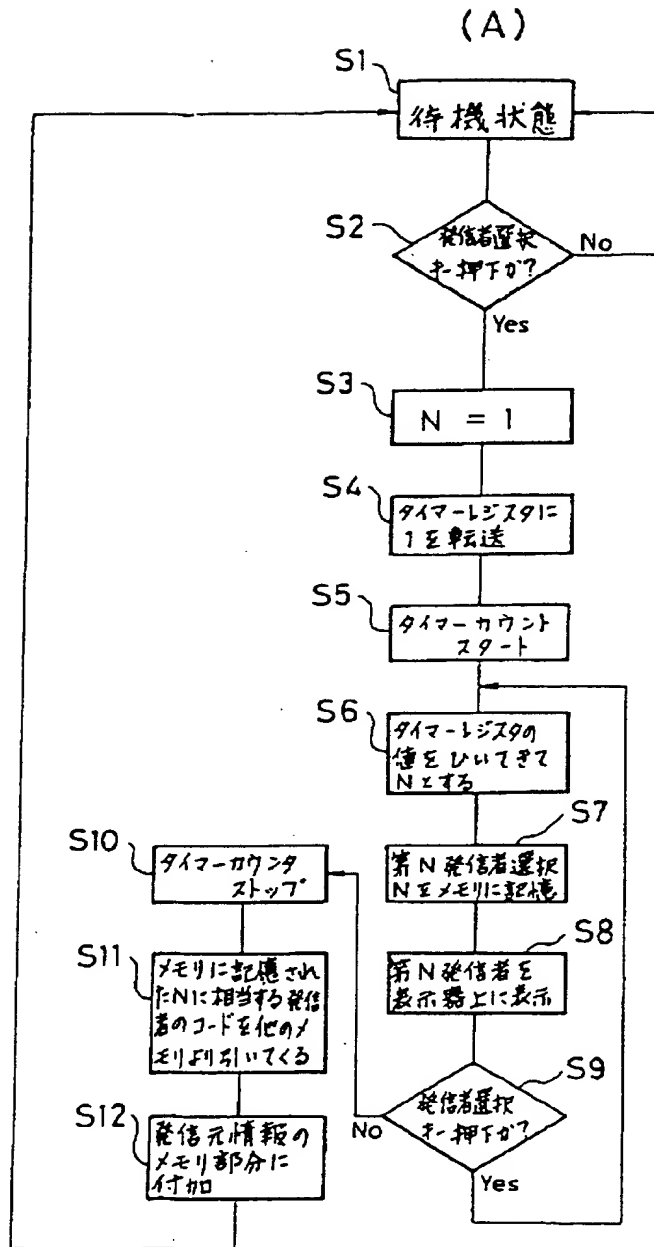 (A)
S1
待機状態
S2
発信者選択
キー押下か?
No
Yes
S3
N = 1
S4
タイマーレジスタに
1を転送
S5
タイマーカウント
スタート
S6
タイマーレジスタの
値をひいてきて
Nとする
S7
第N発信者選択
Nをメモリに記憶
S8
第N発信者を
表示器上に表示
S9
発信者選択
キー押下か?
No
Yes
S10
タイマーカウンタ
ストップ
S11
メモリに記憶され
たNに相当する発信
者のコードを他のメ
モリより引いてくる
S12
発信元情報の
メモリ部分に
付加